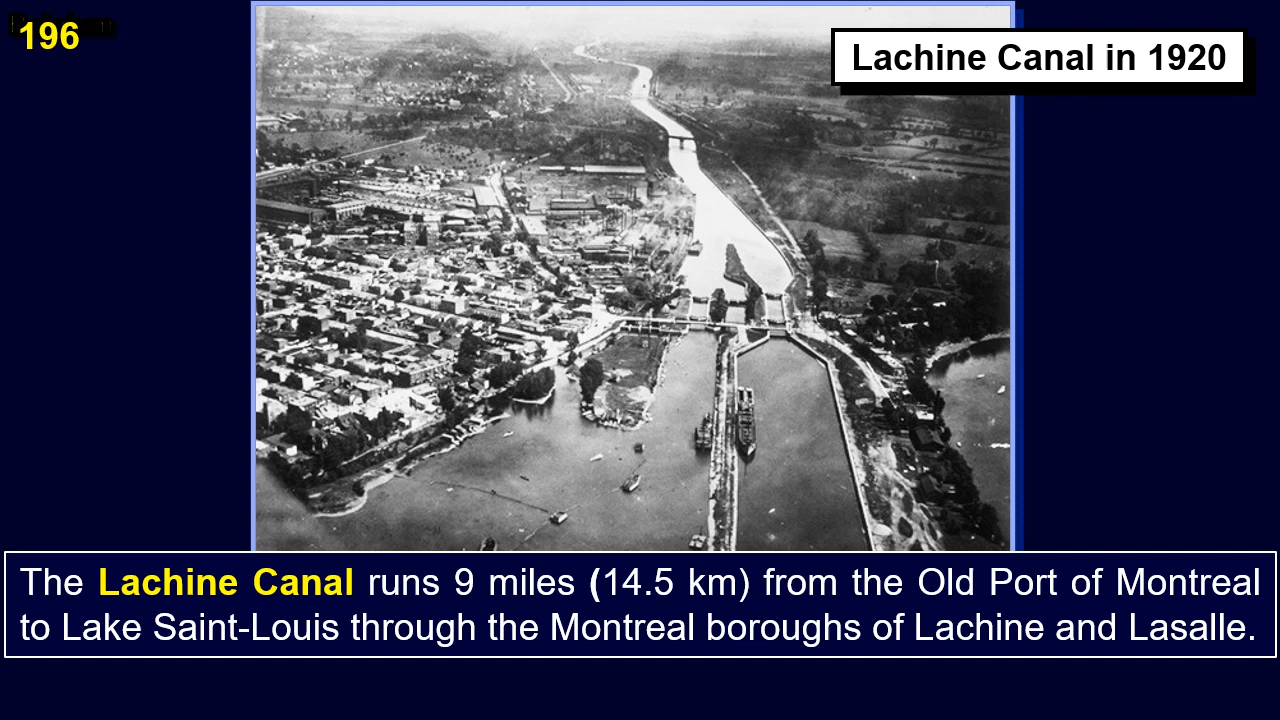 196
Lachine Canal in 1920
The Lachine Canal runs 9 miles (14.5 km) from the Old Port of Montreal
to Lake Saint-Louis through the Montreal boroughs of Lachine and Lasalle.